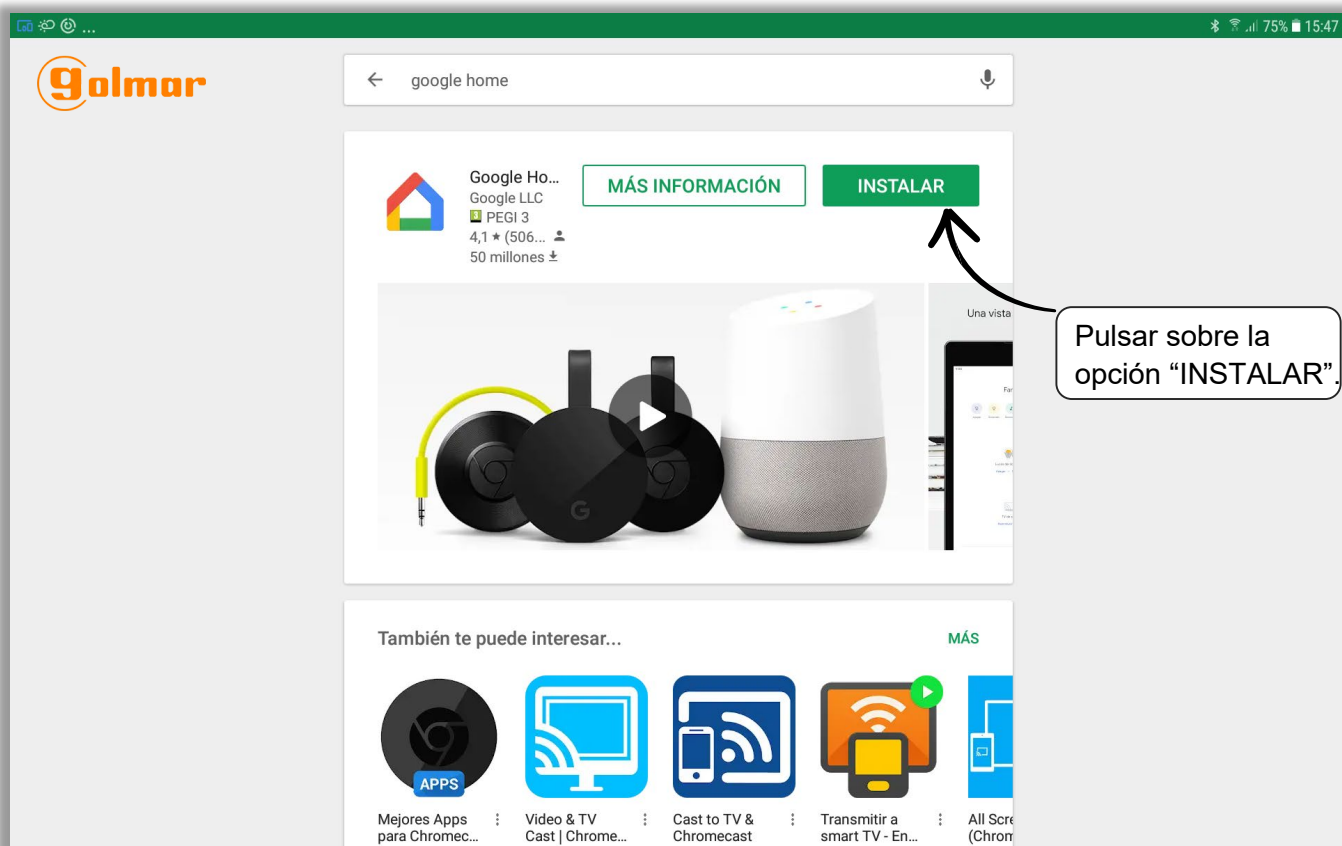 75% 15:47
golmar
google home
Google Ho...
Google LLC
3 PEGI 3
4,1 ★ (506...
50 millones
MÁS INFORMACIÓN
INSTALAR
Una vista
Pulsar sobre la
opción “INSTALAR”.
G
También te puede interesar...
MÁS
APPS
Mejores Apps
para Chromec...
Video & TV
Cast | Chrome...
Cast to TV &
Chromecast
Transmitir a
smart TV - En...
All Scre
(Chrom